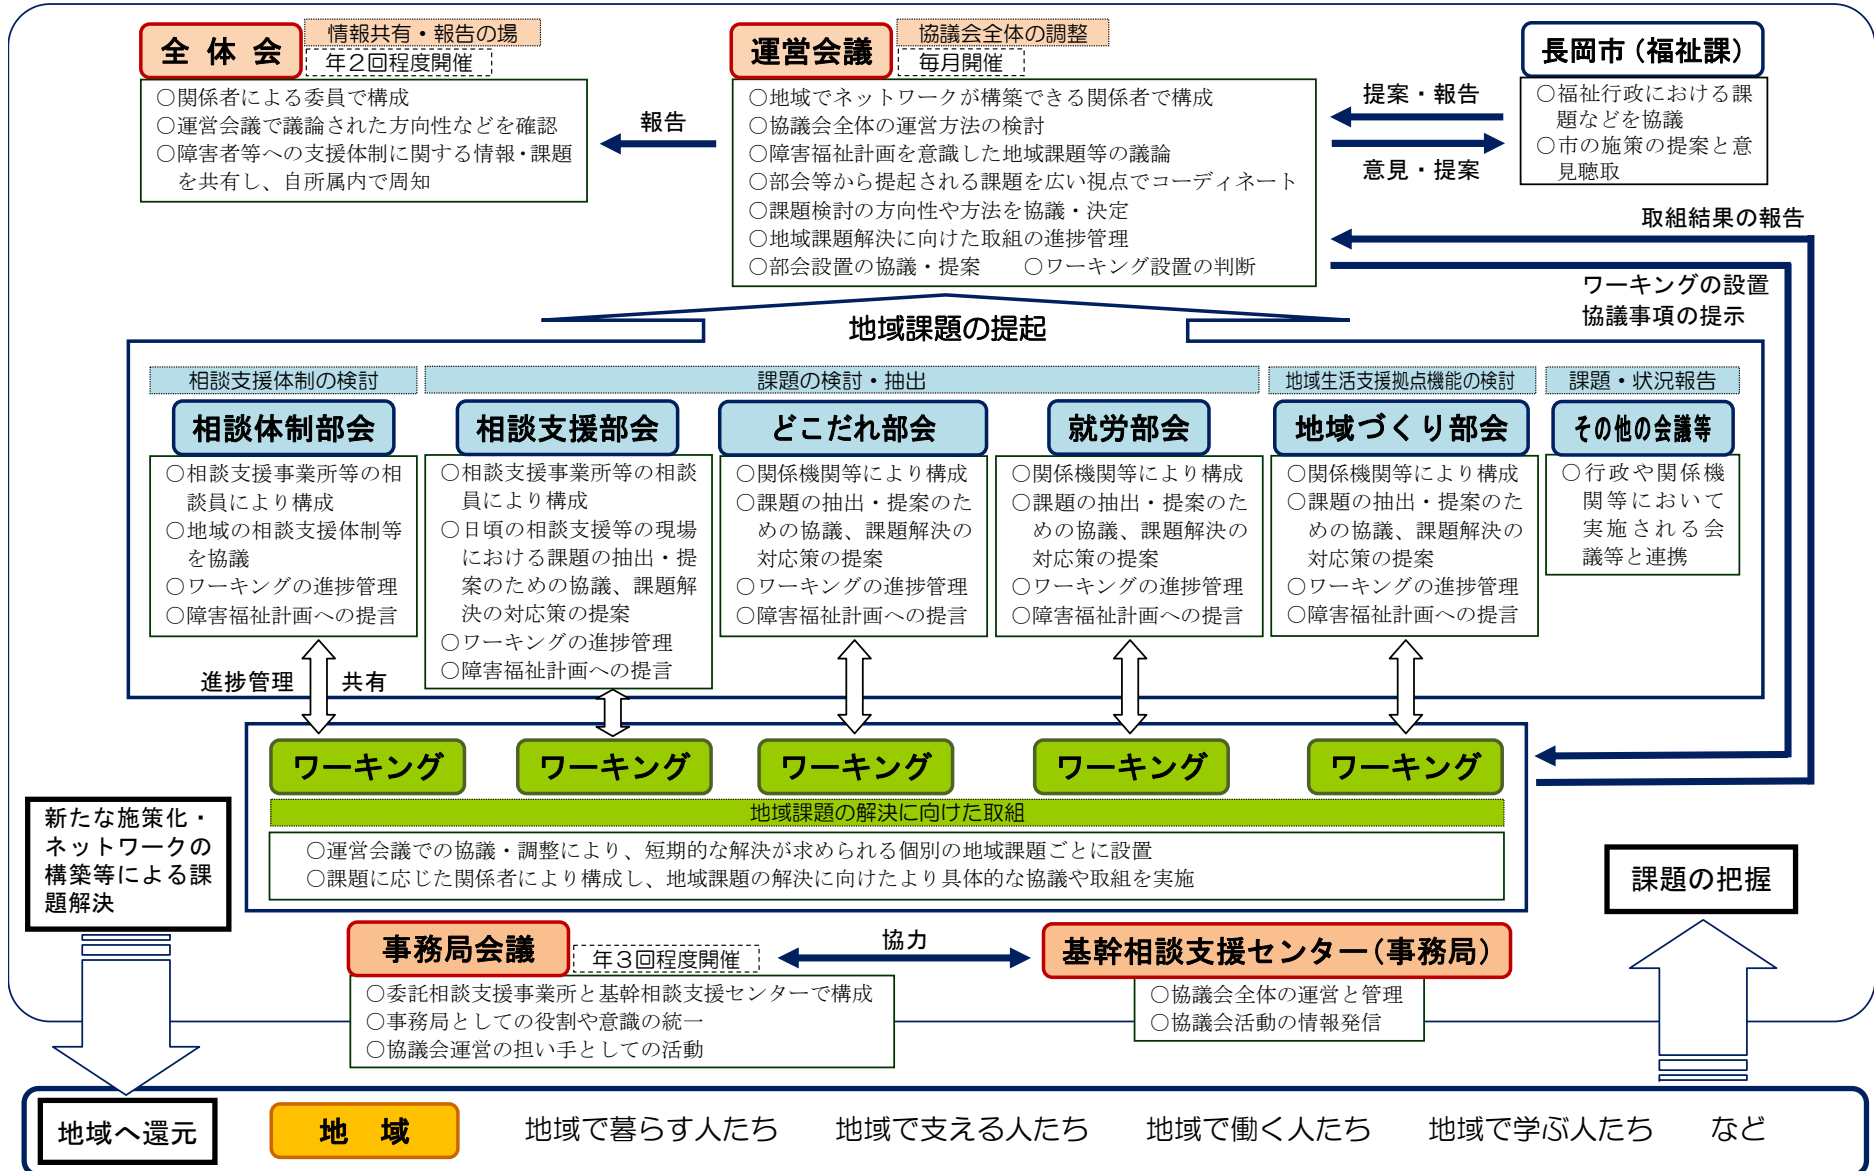 全体会
情報共有・報告の場
年2回程度開催
○関係者による委員で構成
○運営会議で議論された方向性などを確認
○障害者等への支援体制に関する情報・課題
を共有し、自所属内で周知
報告
運営会議
協議会全体の調整
毎月開催
○地域でネットワークが構築できる関係者で構成
○協議会全体の運営方法の検討
○障害福祉計画を意識した地域課題等の議論
○部会等から提起される課題を広い視点でコーディネート
○課題検討の方向性や方法を協議・決定
○地域課題解決に向けた取組の進捗管理
○部会設置の協議・提案 ○ワーキング設置の判断
提案・報告
意見・提案
長岡市(福祉課)
○福祉行政における課
題などを協議
○市の施策の提案と意
見聴取
取組結果の報告
ワーキングの設置
協議事項の提示
地域課題の提起
相談支援体制の検討
相談体制部会
○相談支援事業所等の相
談員により構成
○地域の相談支援体制等
を協議
○ワーキングの進捗管理
○障害福祉計画への提言
課題の検討・抽出
相談支援部会
○相談支援事業所等の相談
員により構成
○日頃の相談支援等の現場
における課題の抽出・提
案のための協議、課題解
決の対応策の提案
○ワーキングの進捗管理
○障害福祉計画への提言
どこだれ部会
○関係機関等により構成
○課題の抽出・提案のた
めの協議、課題解決の
対応策の提案
○ワーキングの進捗管理
○障害福祉計画への提言
就労部会
○関係機関等により構成
○課題の抽出・提案のた
めの協議、課題解決の
対応策の提案
○ワーキングの進捗管理
○障害福祉計画への提言
地域生活支援拠点機能の検討
地域づくり部会
○関係機関等により構成
○課題の抽出・提案のた
めの協議、課題解決の
対応策の提案
○ワーキングの進捗管理
○障害福祉計画への提言
課題・状況報告
その他の会議等
○行政や関係機
関等において
実施される会
議等と連携
進捗管理 共有
ワーキング
ワーキング
ワーキング
ワーキング
ワーキング
地域課題の解決に向けた取組
○運営会議での協議・調整により、短期的な解決が求められる個別の地域課題ごとに設置
○課題に応じた関係者により構成し、地域課題の解決に向けたより具体的な協議や取組を実施
新たな施策化・
ネットワークの
構築等による課
題解決
課題の把握
事務局会議
年3回程度開催
○委託相談支援事業所と基幹相談支援センターで構成
○事務局としての役割や意識の統一
○協議会運営の担い手としての活動
協力
基幹相談支援センター(事務局)
○協議会全体の運営と管理
○協議会活動の情報発信
地域へ還元
地域
地域で暮らす人たち 地域で支える人たち 地域で働く人たち 地域で学ぶ人たち など